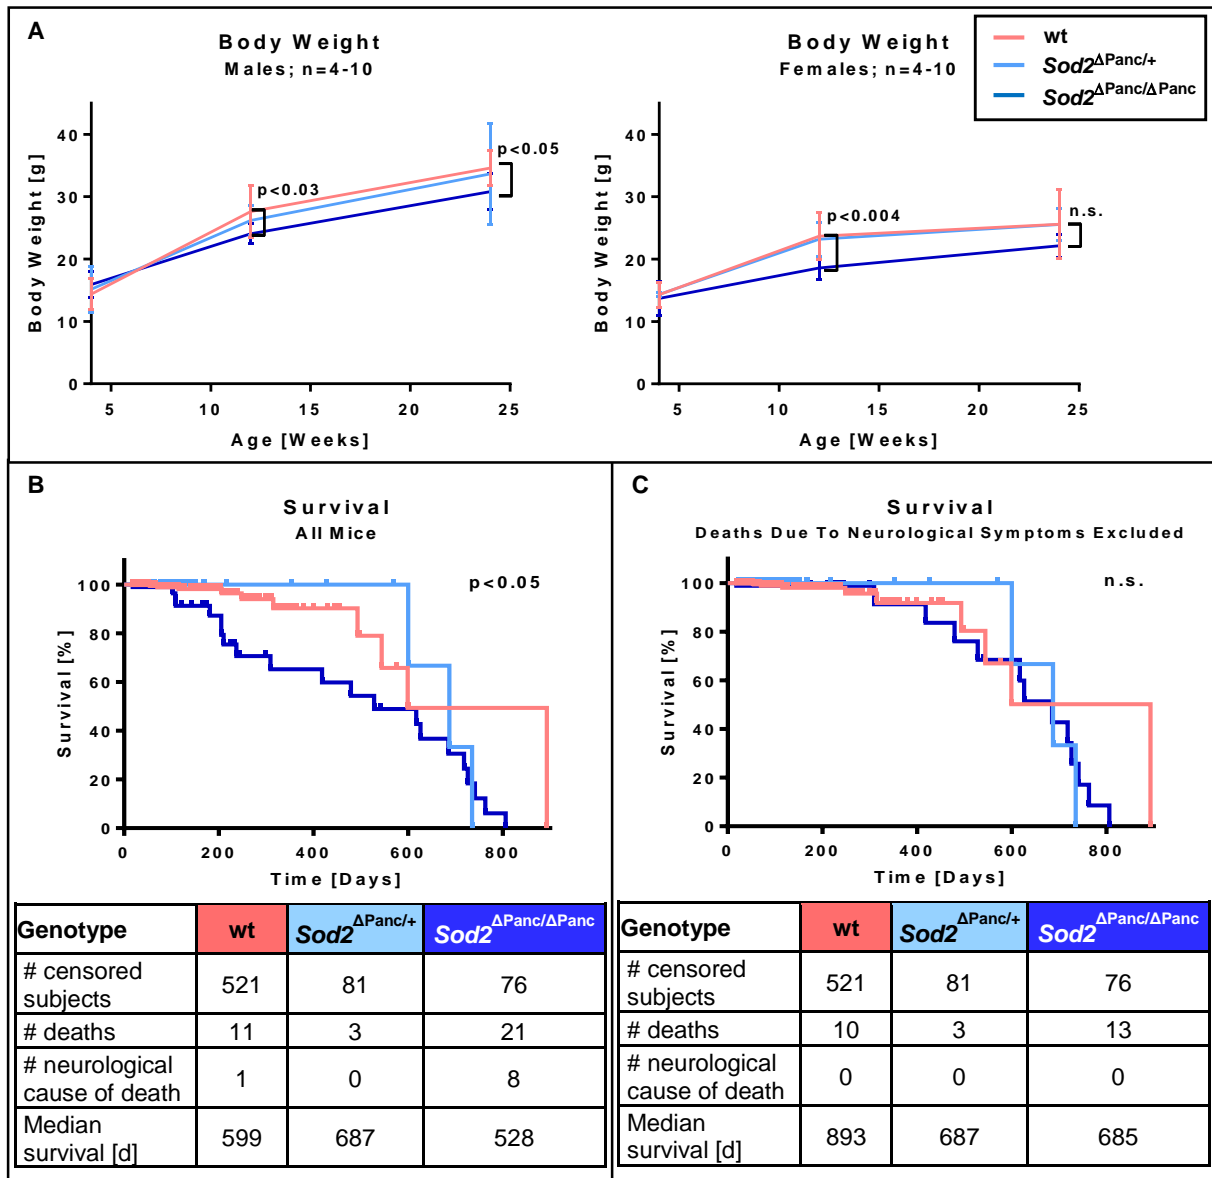 A
Body Weight
Males; n=4-10
Body Weight [g]
40
30
20
10
0
p<0.03
p<0.05
5
10
15
20
25
Age [Weeks]
Body Weight
Females; n=4-10
Body Weight [g]
40
30
20
10
0
p<0.004
n.s.
5
10
15
20
25
Age [Weeks]
wt
Sod2ΔPanc/+
Sod2ΔPanc/ΔPanc
B
Survival
All Mice
Survival [%]
100
80
60
40
20
0
p<0.05
0
200
400
600
800
Time [Days]
Genotype wt Sod2ΔPanc/+ Sod2ΔPanc/ΔPanc
# censored
subjects 521 81 76
# deaths 11 3 21
# neurological
cause of death 1 0 8
Median
survival [d] 599 687 528
C
Survival
Deaths Due To Neurological Symptoms Excluded
Survival [%]
100
80
60
40
20
0
n.s.
0
200
400
600
800
Time [Days]
Genotype wt Sod2ΔPanc/+ Sod2ΔPanc/ΔPanc
# censored
subjects 521 81 76
# deaths 10 3 13
# neurological
cause of death 0 0 0
Median
survival [d] 893 687 685